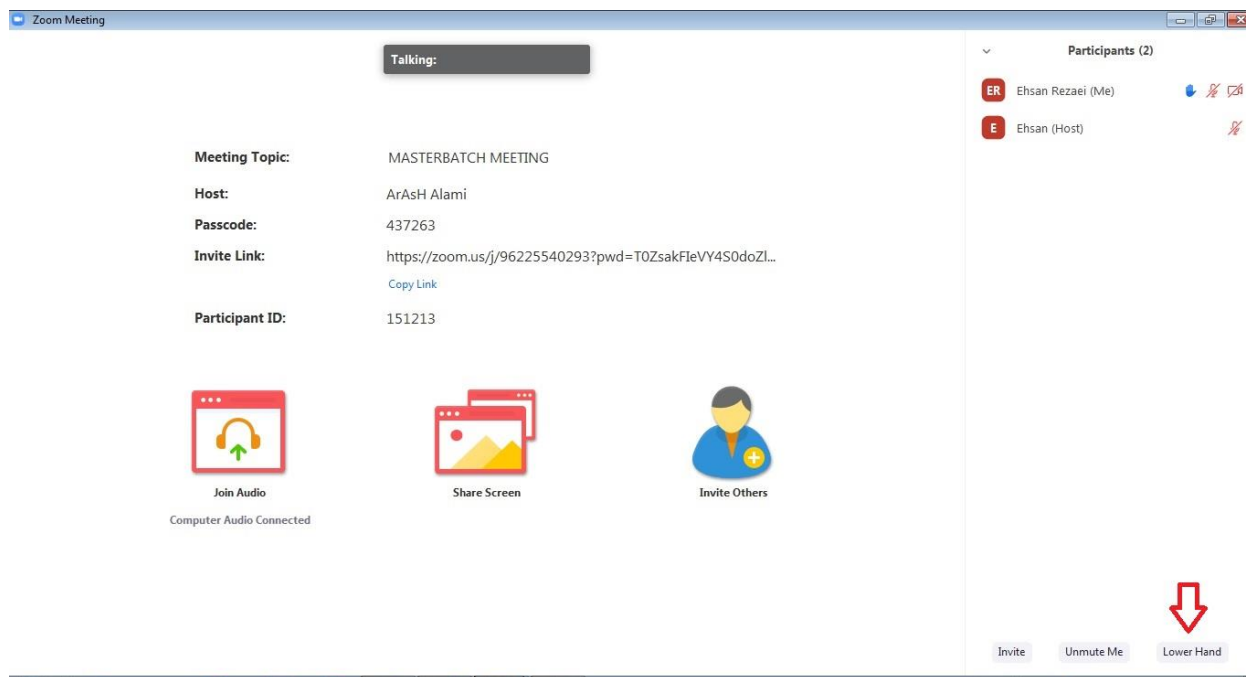 Zoom Meeting
Talking:
Meeting Topic: MASTERBATCH MEETING
Host: ArAsH Alami
Passcode: 437263
Invite Link: https://zoom.us/j/96225540293?pwd=T0ZsakFIeVY4S0doZl...
Copy Link
Participant ID: 151213
Join Audio
Computer Audio Connected
Share Screen
Invite Others
Participants (2)
ER Ehsan Rezaei (Me)
E Ehsan (Host)
Invite Unmute Me Lower Hand